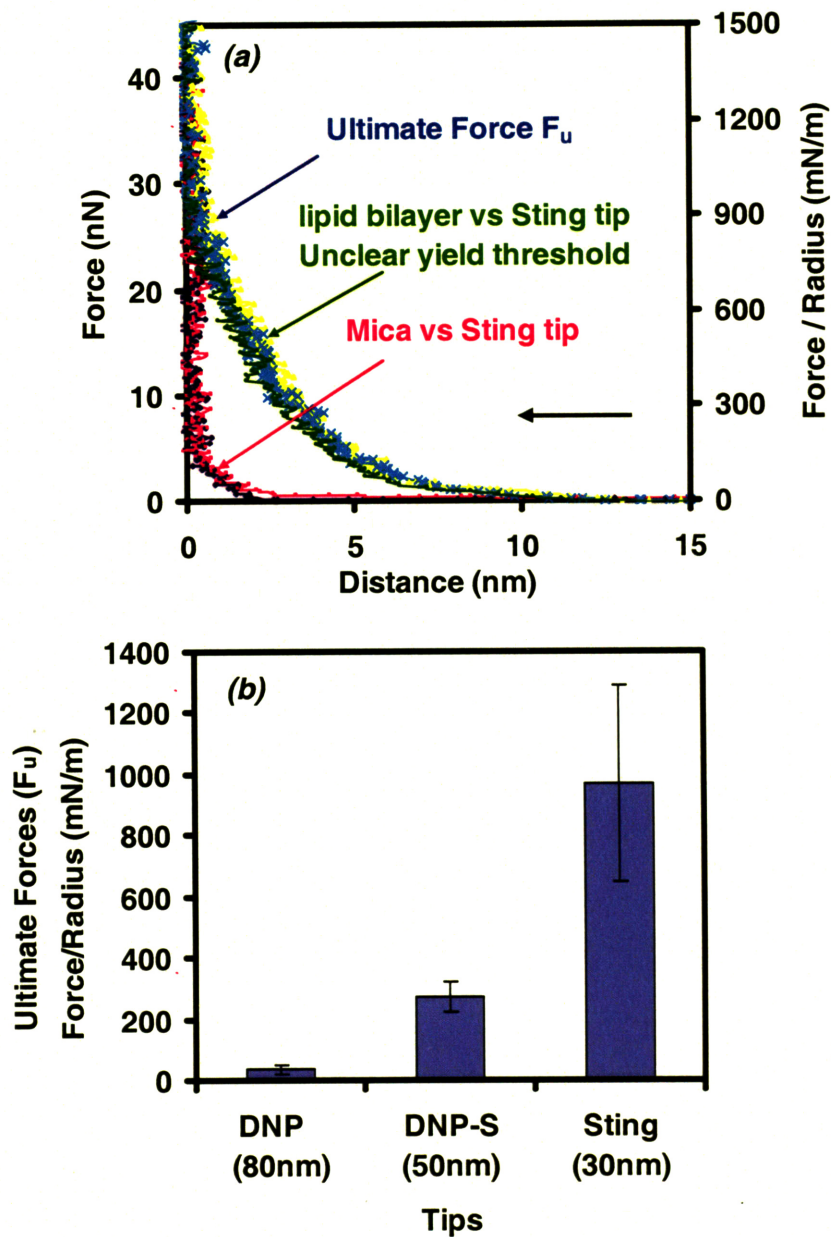 (a)
1500
1200
900
600
300
0
Force / Radius (mN/m)
40
30
20
10
0
Force (nN)
Ultimate Force Fu
lipid bilayer vs Sting tip
Unclear yield threshold
Mica vs Sting tip
0 5 10 15
Distance (nm)
(b)
1400
1200
1000
800
600
400
200
0
Ultimate Forces (Fu)
Force/Radius (mN/m)
DNP DNP-S Sting
(80nm) (50nm) (30nm)
Tips